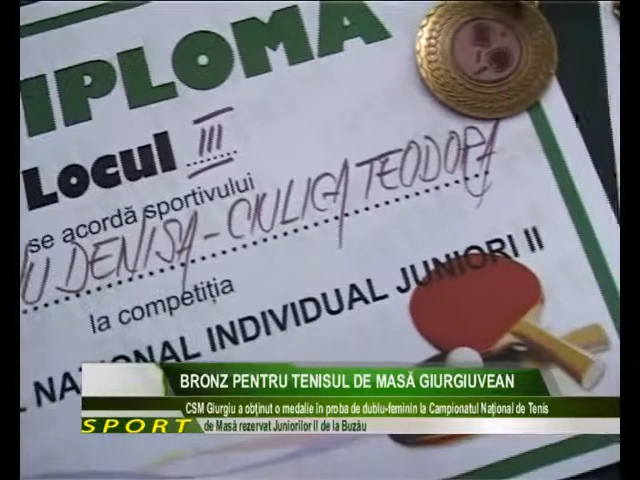 IPLOMA
Locul III
se acordă sportivului
U DENISA - CIULICA TEODORA
la competiția
L NAȚIONAL INDIVIDUAL JUNIORI II
BRONZ PENTRU TENISUL DE MASĂ GIURGIUVEAN
CSM Giurgiu a obținut o medalie în proba de dublu-feminin la Campionatul Național de Tenis
SPORT
de Masă rezervat Juniorilor II de la Buzău